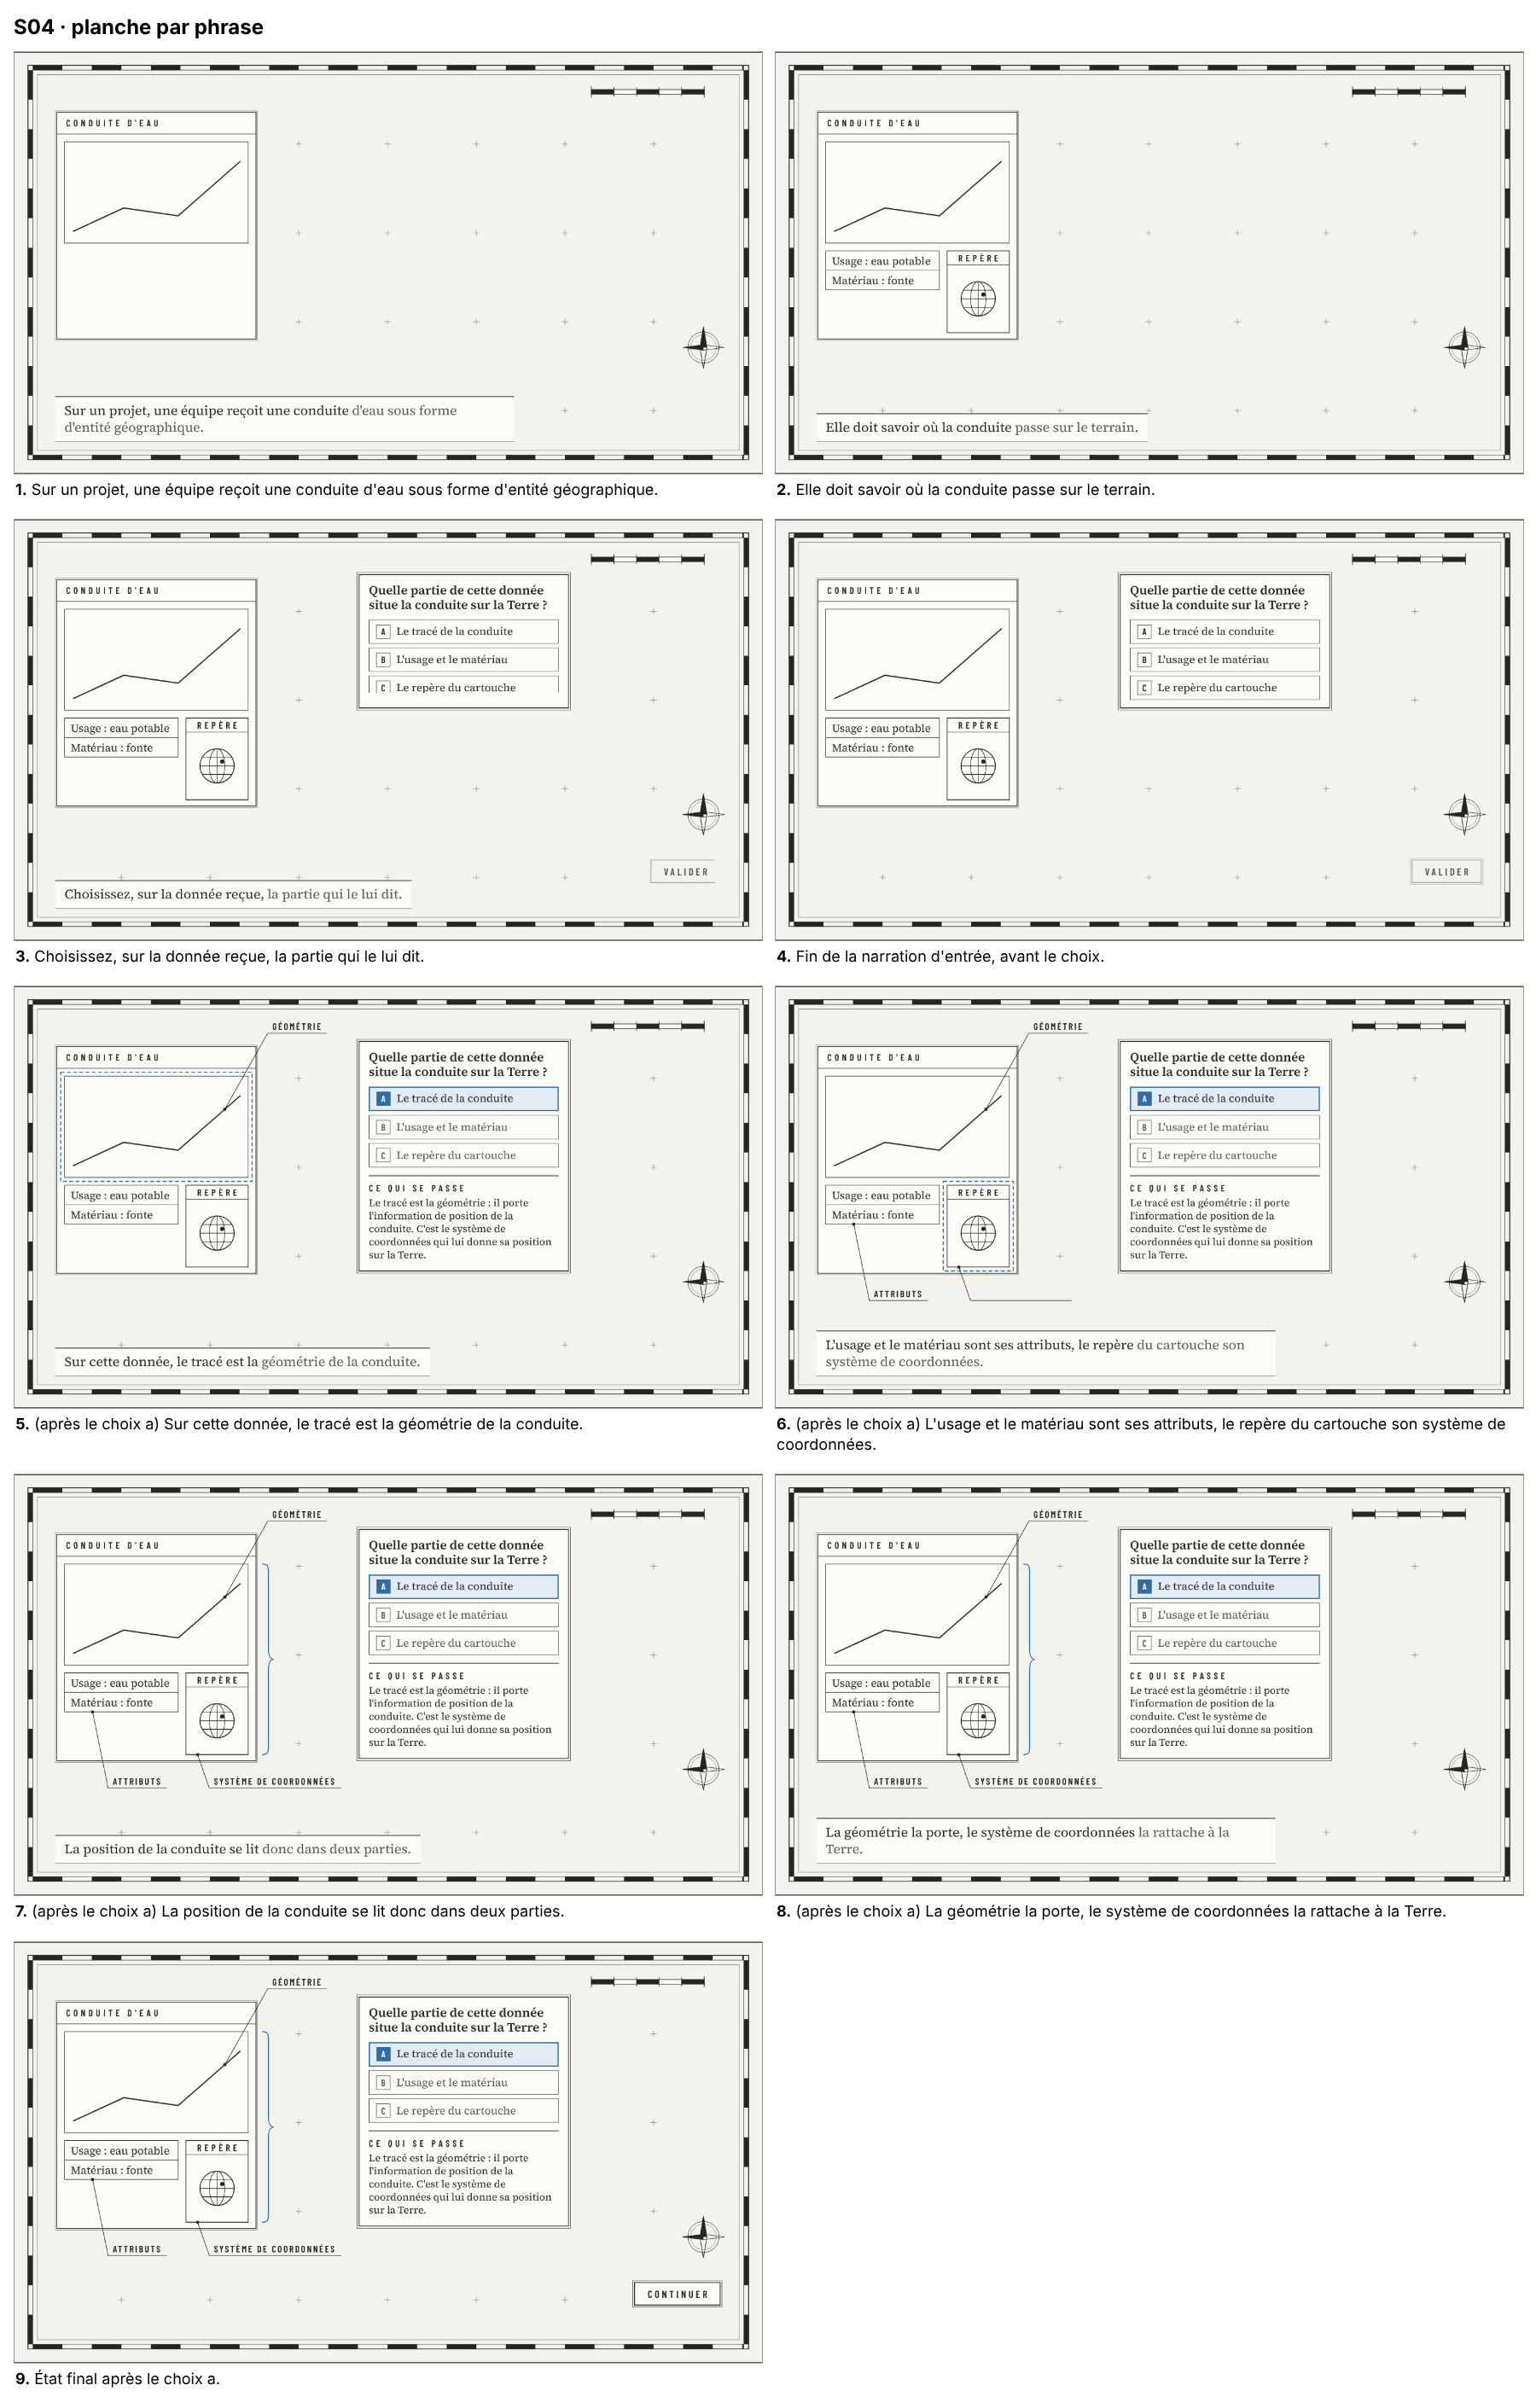 S04 · planche par phrase
CONDUITE D'EAU
Sur un projet, une équipe reçoit une conduite d'eau sous forme
d'entité géographique.
1. Sur un projet, une équipe reçoit une conduite d'eau sous forme d'entité géographique.
CONDUITE D'EAU
Usage : eau potable
Matériau : fonte
REPÈRE
Elle doit savoir où la conduite passe sur le terrain.
2. Elle doit savoir où la conduite passe sur le terrain.
CONDUITE D'EAU
Usage : eau potable
Matériau : fonte
REPÈRE
Quelle partie de cette donnée
situe la conduite sur la Terre ?
A Le tracé de la conduite
B L'usage et le matériau
C Le repère du cartouche
VALIDER
Choisissez, sur la donnée reçue, la partie qui le lui dit.
3. Choisissez, sur la donnée reçue, la partie qui le lui dit.
CONDUITE D'EAU
Usage : eau potable
Matériau : fonte
REPÈRE
Quelle partie de cette donnée
situe la conduite sur la Terre ?
A Le tracé de la conduite
B L'usage et le matériau
C Le repère du cartouche
VALIDER
4. Fin de la narration d'entrée, avant le choix.
GÉOMÉTRIE
CONDUITE D'EAU
Usage : eau potable
Matériau : fonte
REPÈRE
Quelle partie de cette donnée
situe la conduite sur la Terre ?
A Le tracé de la conduite
B L'usage et le matériau
C Le repère du cartouche
CE QUI SE PASSE
Le tracé est la géométrie : il porte
l'information de position de la
conduite. C'est le système de
coordonnées qui lui donne sa position
sur la Terre.
Sur cette donnée, le tracé est la géométrie de la conduite.
5. (après le choix a) Sur cette donnée, le tracé est la géométrie de la conduite.
GÉOMÉTRIE
CONDUITE D'EAU
Usage : eau potable
Matériau : fonte
REPÈRE
ATTRIBUTS
Quelle partie de cette donnée
situe la conduite sur la Terre ?
A Le tracé de la conduite
B L'usage et le matériau
C Le repère du cartouche
CE QUI SE PASSE
Le tracé est la géométrie : il porte
l'information de position de la
conduite. C'est le système de
coordonnées qui lui donne sa position
sur la Terre.
L'usage et le matériau sont ses attributs, le repère du cartouche son
système de coordonnées.
6. (après le choix a) L'usage et le matériau sont ses attributs, le repère du cartouche son système de
coordonnées.
GÉOMÉTRIE
CONDUITE D'EAU
Usage : eau potable
Matériau : fonte
REPÈRE
ATTRIBUTS
SYSTÈME DE COORDONNÉES
Quelle partie de cette donnée
situe la conduite sur la Terre ?
A Le tracé de la conduite
B L'usage et le matériau
C Le repère du cartouche
CE QUI SE PASSE
Le tracé est la géométrie : il porte
l'information de position de la
conduite. C'est le système de
coordonnées qui lui donne sa position
sur la Terre.
La position de la conduite se lit donc dans deux parties.
7. (après le choix a) La position de la conduite se lit donc dans deux parties.
GÉOMÉTRIE
CONDUITE D'EAU
Usage : eau potable
Matériau : fonte
REPÈRE
ATTRIBUTS
SYSTÈME DE COORDONNÉES
Quelle partie de cette donnée
situe la conduite sur la Terre ?
A Le tracé de la conduite
B L'usage et le matériau
C Le repère du cartouche
CE QUI SE PASSE
Le tracé est la géométrie : il porte
l'information de position de la
conduite. C'est le système de
coordonnées qui lui donne sa position
sur la Terre.
La géométrie la porte, le système de coordonnées la rattache à la
Terre.
8. (après le choix a) La géométrie la porte, le système de coordonnées la rattache à la Terre.
GÉOMÉTRIE
CONDUITE D'EAU
Usage : eau potable
Matériau : fonte
REPÈRE
ATTRIBUTS
SYSTÈME DE COORDONNÉES
Quelle partie de cette donnée
situe la conduite sur la Terre ?
A Le tracé de la conduite
B L'usage et le matériau
C Le repère du cartouche
CE QUI SE PASSE
Le tracé est la géométrie : il porte
l'information de position de la
conduite. C'est le système de
coordonnées qui lui donne sa position
sur la Terre.
CONTINUER
9. État final après le choix a.